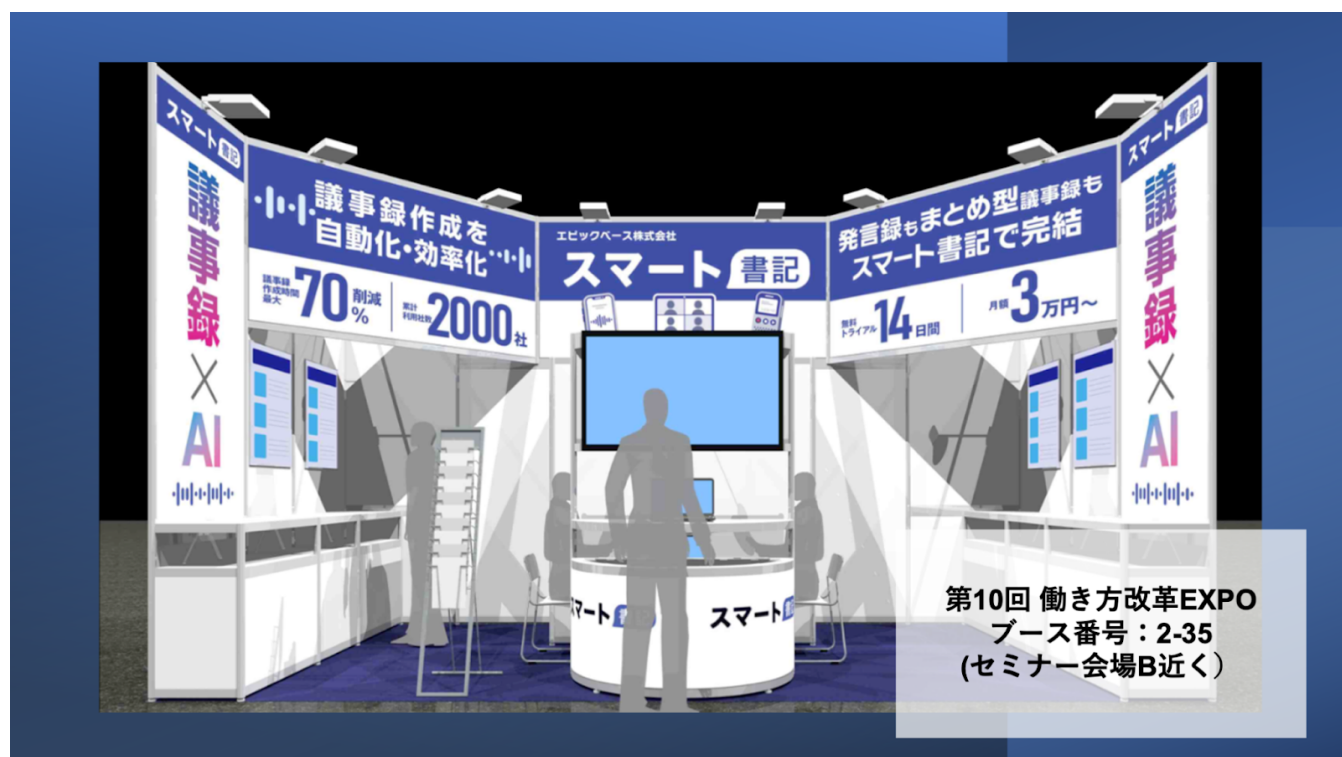 スマート書記
議事録×AI
議事録作成を
自動化・効率化
議事録
作成時間
最大
70%削減
累計
利用社数
2000社
エピックベース株式会社
スマート書記
発言録もまとめ型議事録も
スマート書記で完結
無料
トライアル
14日間
月額3万円〜
スマート書記
議事録×AI
スマート
スマート
第10回 働き方改革EXPO
ブース番号：2-35
(セミナー会場B近く）